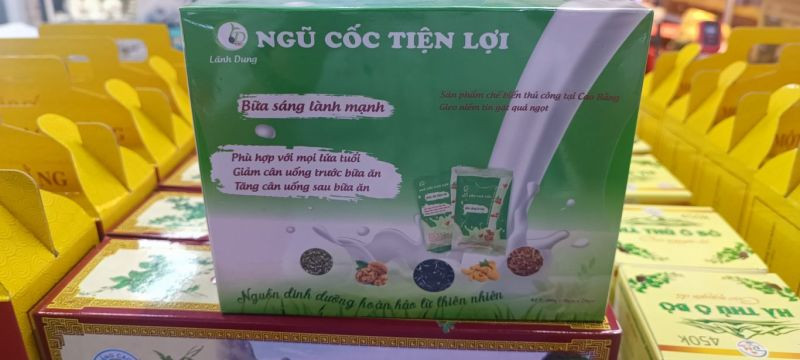 NGŨ CỐC TIỆN LỢI
Lánh Dung
Bữa sáng lành mạnh
Sản phẩm chế biến thủ công tại Cao Bằng
Gieo niềm tin gặt quả ngọt
Phù hợp với mọi lứa tuổi
Giảm cân uống trước bữa ăn
Tăng cân uống sau bữa ăn
Nguồn dinh dưỡng hoàn hảo từ thiên nhiên
HÀ THỦ Ô ĐỎ
450K